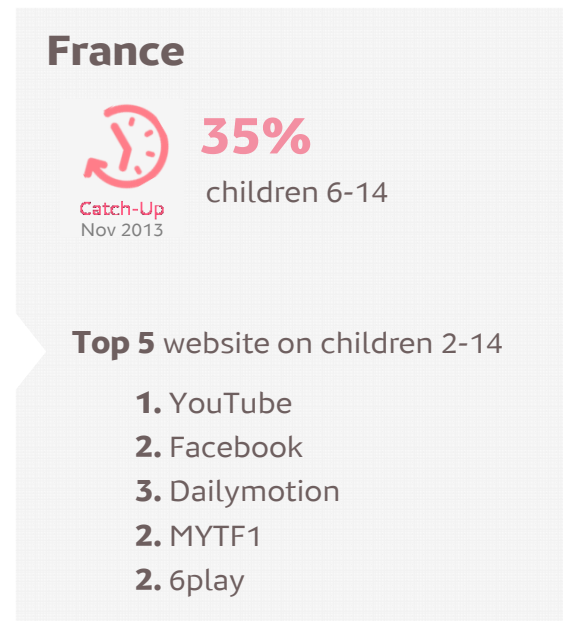 France
35%
children 6-14
Catch-Up
Nov 2013
Top 5 website on children 2-14
1. YouTube
2. Facebook
3. Dailymotion
2. MYTF1
2. 6play